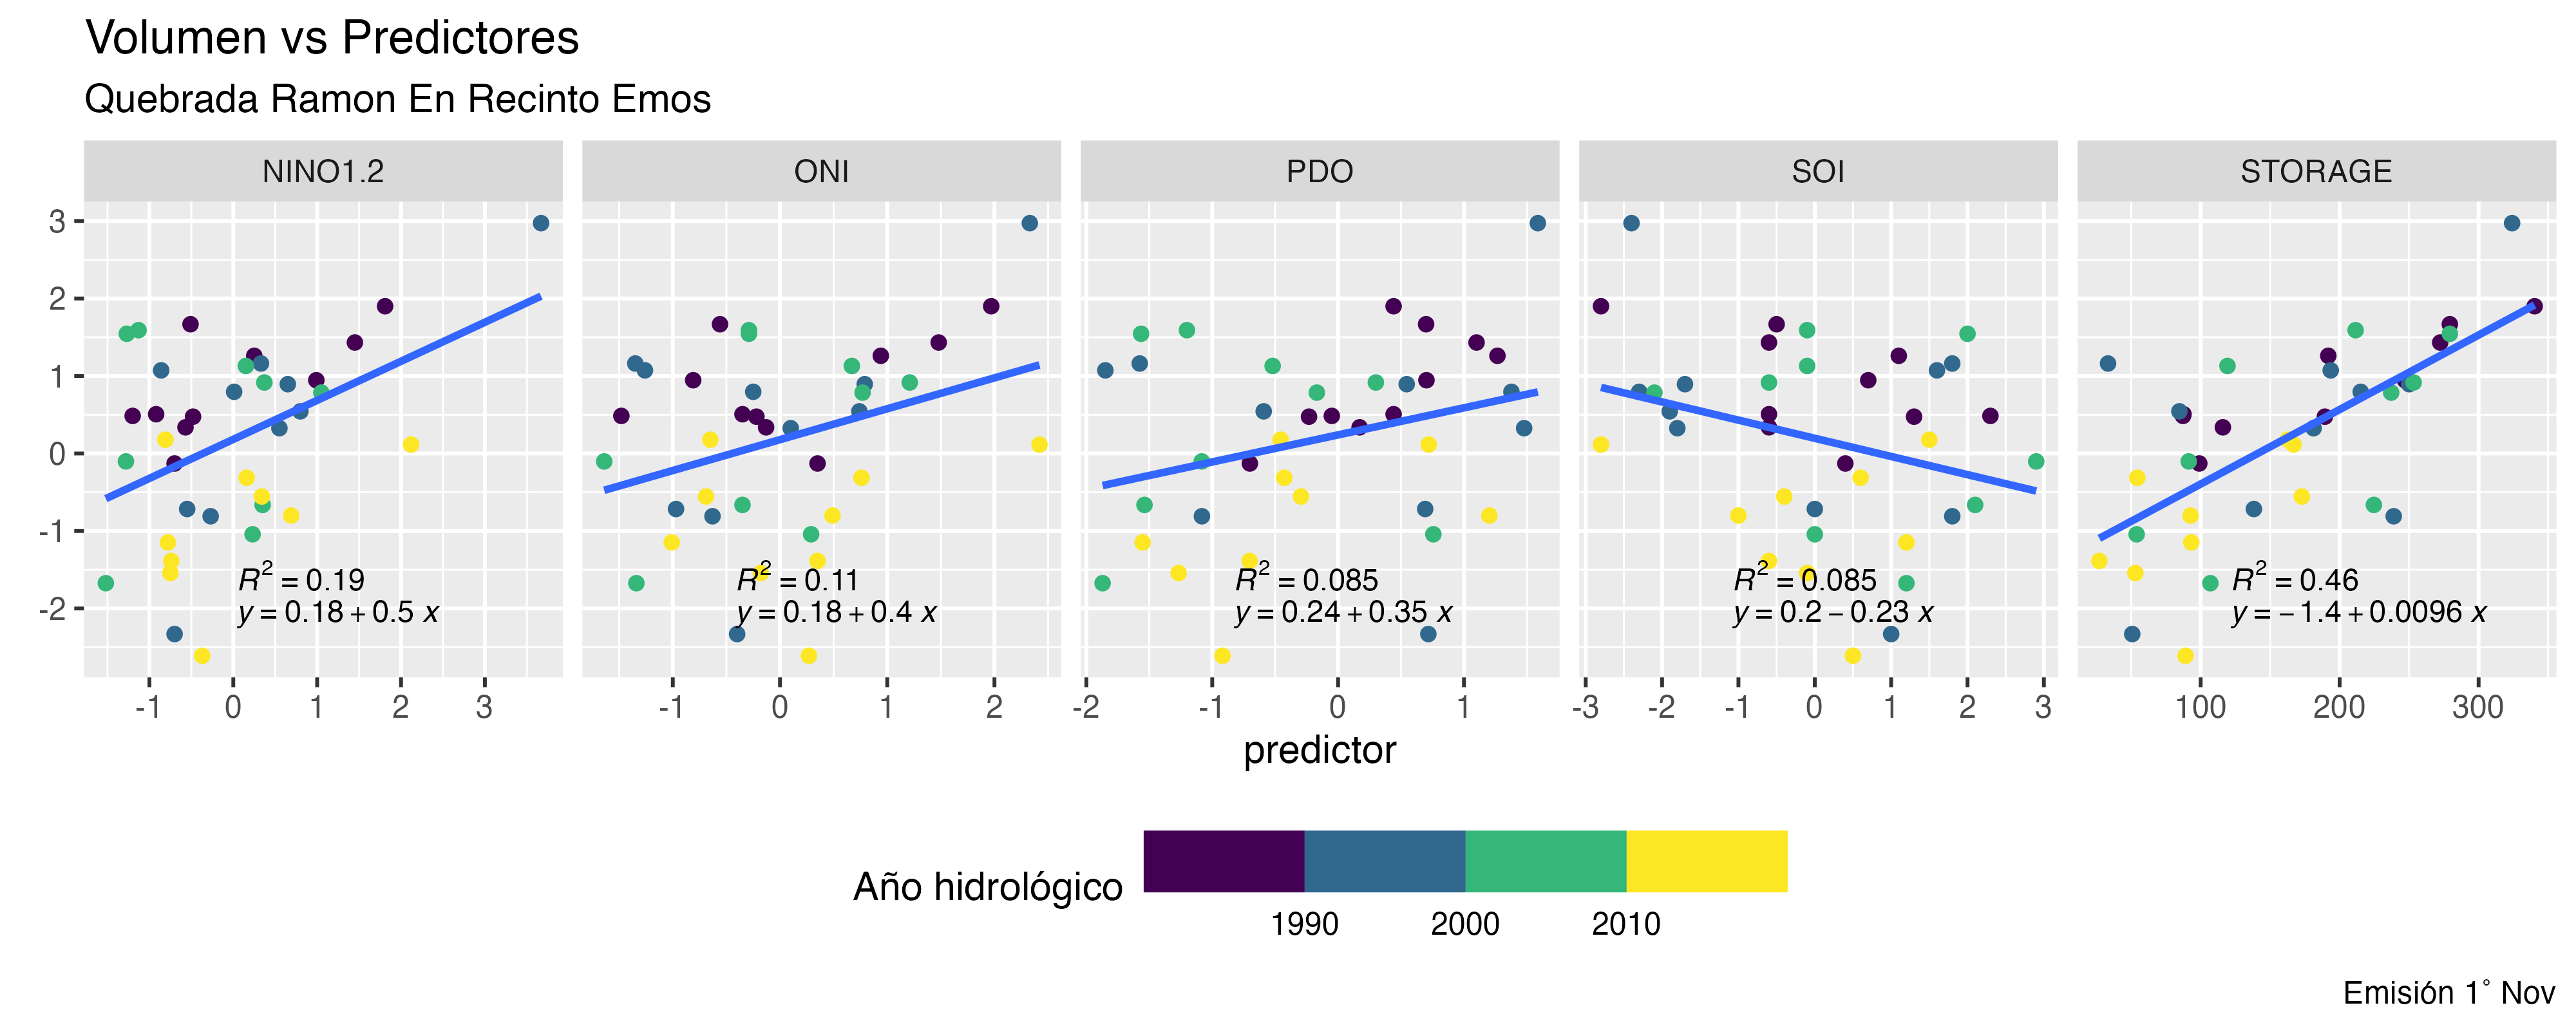 Volumen vs Predictores
Quebrada Ramon En Recinto Emos
NINO1.2 ONI PDO SOI STORAGE
3
2
1
0
-1
-2
R² = 0.19
y = 0.18 + 0.5 x
R² = 0.11
y = 0.18 + 0.4 x
R² = 0.085
y = 0.24 + 0.35 x
R² = 0.085
y = 0.2 − 0.23 x
R² = 0.46
y = − 1.4 + 0.0096 x
-1 0 1 2 3 -1 0 1 2 -2 -1 0 1 -3 -2 -1 0 1 2 3 100 200 300
predictor
Año hidrológico
1990 2000 2010
Emisión 1° Nov